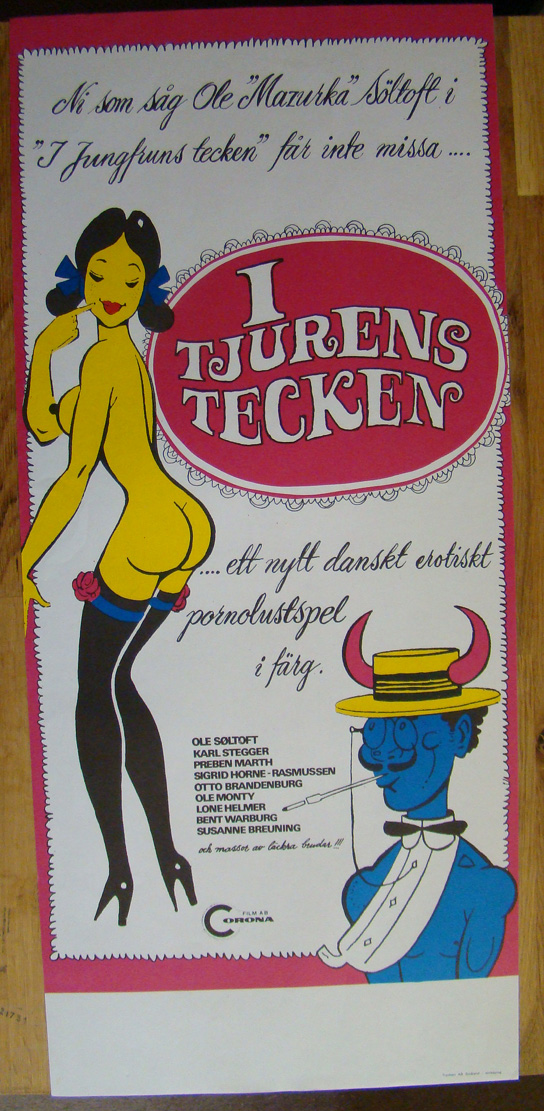 Ni som såg Ole "Mazurka" Söltoft i
"I Jungfruns tecken" får inte missa ....
I
TJURENS
TECKEN
.... ett nytt danskt erotiskt
pornolustspel
i färg.
OLE SØLTOFT
KARL STEGGER
PREBEN MARTH
SIGRID HORNE-RASMUSSEN
OTTO BRANDENBURG
OLE MONTY
LONE HELMER
BENT WARBURG
SUSANNE BREUNING
och massor av läckra brudar !!!
FILM AB
CORONA